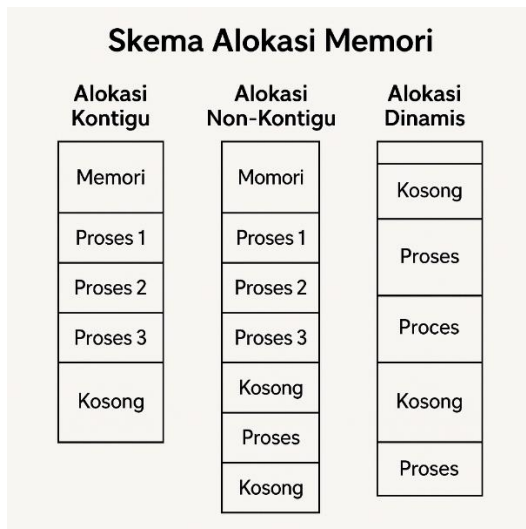 Skema Alokasi Memori
Alokasi
Kontigu
Memori
Proses 1
Proses 2
Proses 3
Kosong
Alokasi
Non-Kontigu
Momori
Proses 1
Proses 2
Proses 3
Kosong
Proses
Kosong
Alokasi
Dinamis
Kosong
Proses
Proces
Kosong
Proses